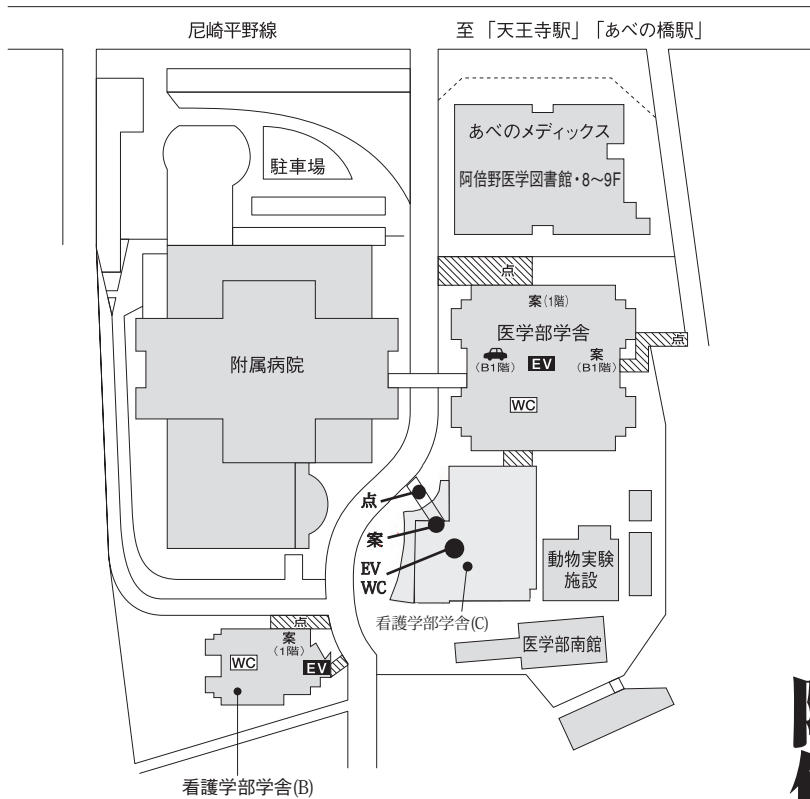 尼崎平野線
至 「天王寺駅」「あべの橋駅」
駐車場
あべのメディックス
阿倍野医学図書館・8〜9F
点
案(1階)
医学部学舎
(B1階)
EV
案
(B1階)
点
WC
附属病院
点
案
EV
WC
看護学部学舎(C)
動物実験
施設
医学部南館
点
案
(1階)
WC
EV
看護学部学舎(B)